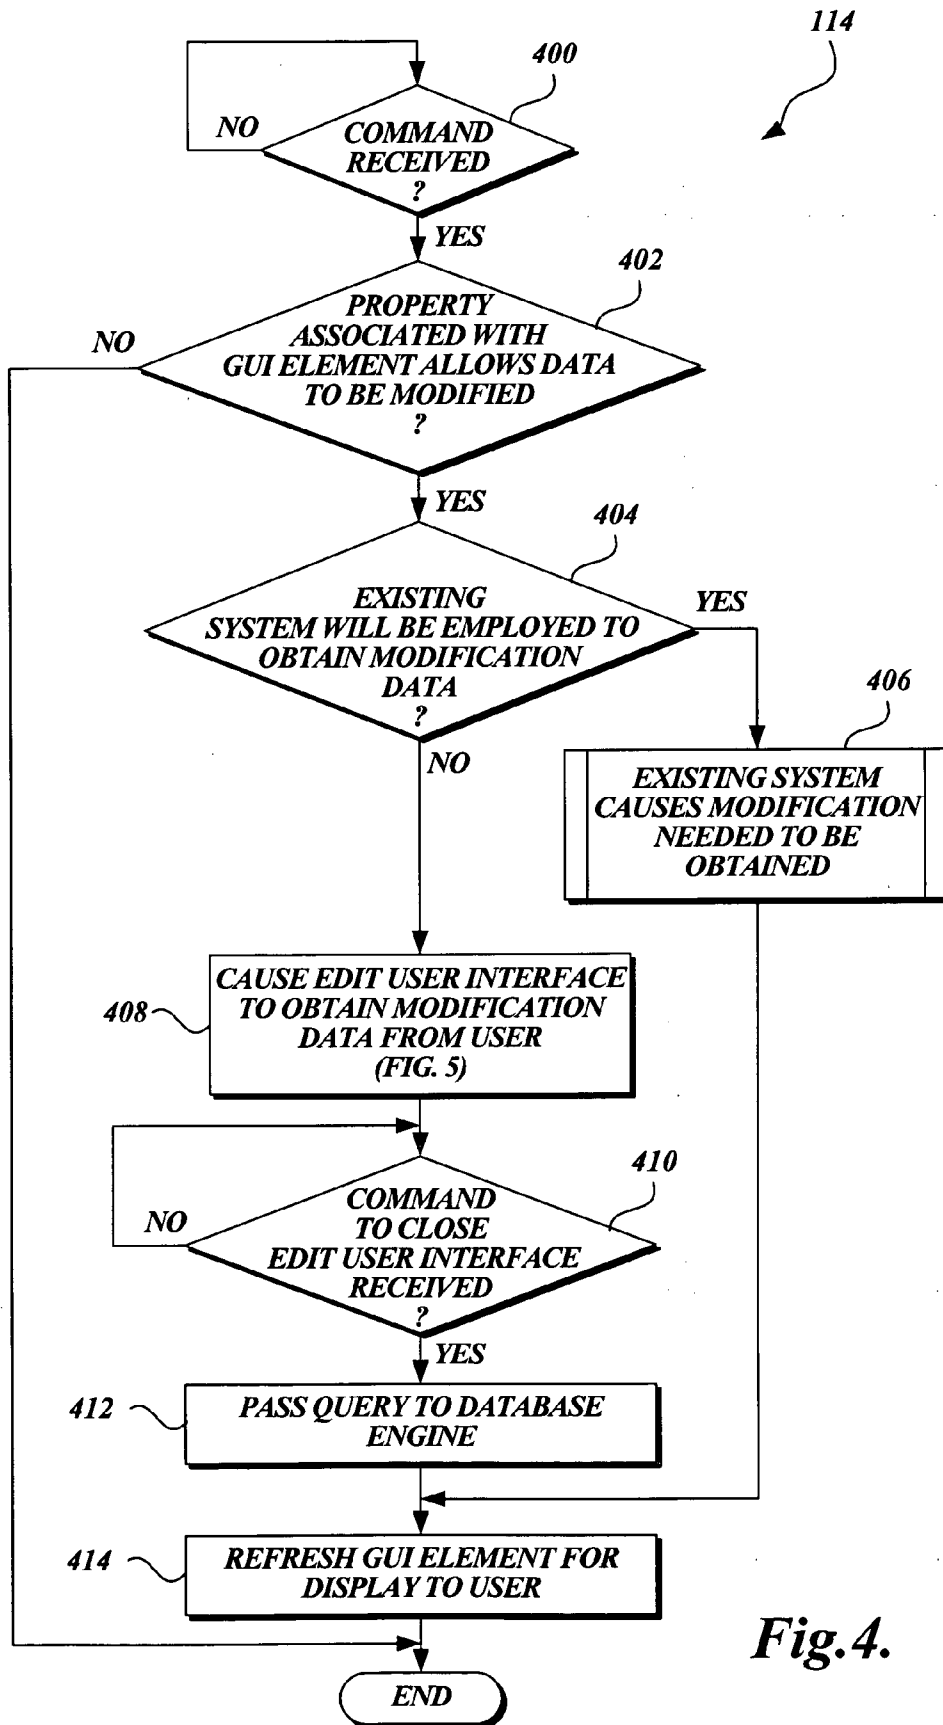 114
400
NO
COMMAND
RECEIVED
?
YES
402
NO
PROPERTY
ASSOCIATED WITH
GUI ELEMENT ALLOWS DATA
TO BE MODIFIED
?
YES
404
EXISTING
SYSTEM WILL BE EMPLOYED TO
OBTAIN MODIFICATION
DATA
?
YES
NO
406
EXISTING SYSTEM
CAUSES MODIFICATION
NEEDED TO BE
OBTAINED
408
CAUSE EDIT USER INTERFACE
TO OBTAIN MODIFICATION
DATA FROM USER
(FIG. 5)
410
NO
COMMAND
TO CLOSE
EDIT USER INTERFACE
RECEIVED
?
YES
412
PASS QUERY TO DATABASE
ENGINE
414
REFRESH GUI ELEMENT FOR
DISPLAY TO USER
END
Fig.4.